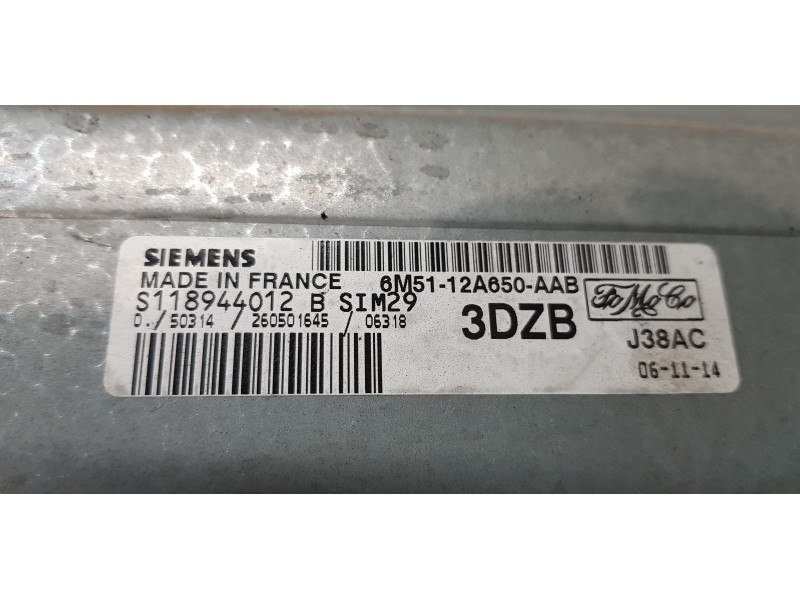 SIEMENS
MADE IN FRANCE 6M51-12A650-AAB
S118944012 B SIM29
0./50314 / 260501645 / 06318
3DZB
FoMoCo
J38AC
06-11-14